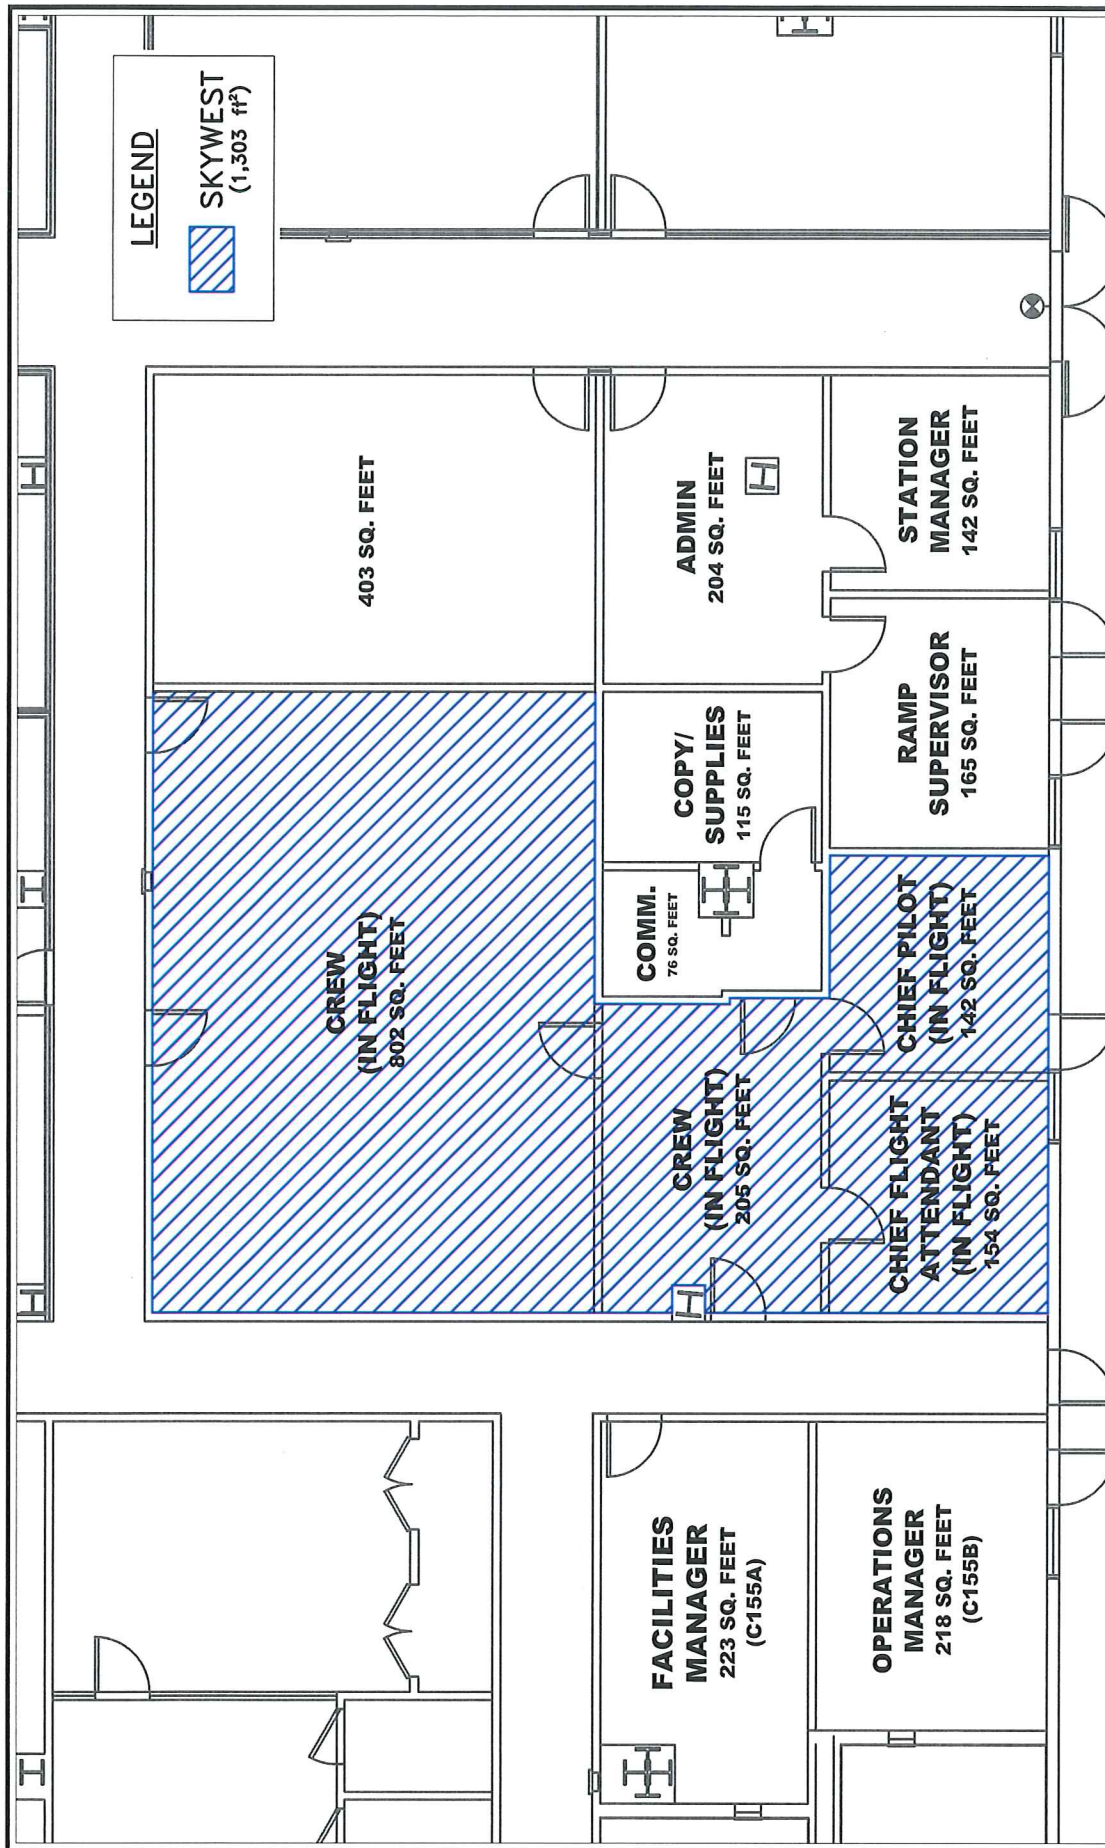 LEGEND
SKYWEST
(1,303 ft²)
403 SQ. FEET
ADMIN
204 SQ. FEET
STATION
MANAGER
142 SQ. FEET
CREW
(IN FLIGHT)
802 SQ. FEET
COPY/
SUPPLIES
115 SQ. FEET
COMM.
76 SQ. FEET
RAMP
SUPERVISOR
165 SQ. FEET
CREW
(IN FLIGHT)
205 SQ. FEET
CHIEF PILOT
(IN FLIGHT)
142 SQ. FEET
CHIEF FLIGHT
ATTENDANT
(IN FLIGHT)
154 SQ. FEET
FACILITIES
MANAGER
223 SQ. FEET
(C155A)
OPERATIONS
MANAGER
218 SQ. FEET
(C155B)